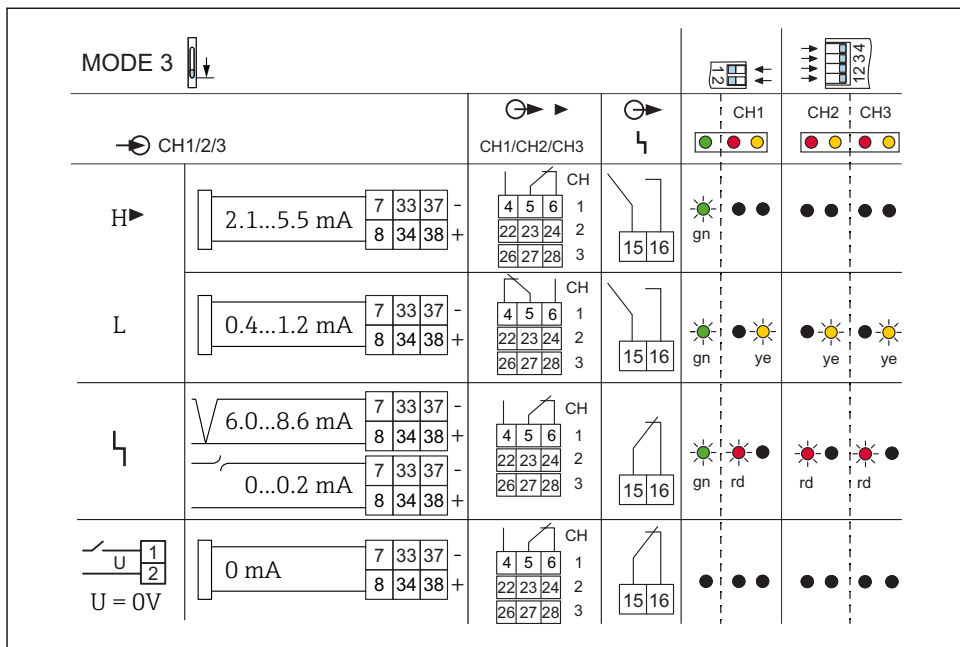 MODE 3
1 2
1 2 3 4
CH1/2/3
CH1/CH2/CH3
CH1
CH2 CH3
H
2.1...5.5 mA
7 33 37 -
8 34 38 +
CH
4 5 6 1
22 23 24 2
26 27 28 3
15 16
gn
L
0.4...1.2 mA
7 33 37 -
8 34 38 +
CH
4 5 6 1
22 23 24 2
26 27 28 3
15 16
gn ye ye ye
6.0...8.6 mA
7 33 37 -
8 34 38 +
0...0.2 mA
7 33 37 -
8 34 38 +
CH
4 5 6 1
22 23 24 2
26 27 28 3
15 16
gn rd rd rd
U 1
2
U = 0V
0 mA
7 33 37 -
8 34 38 +
CH
4 5 6 1
22 23 24 2
26 27 28 3
15 16